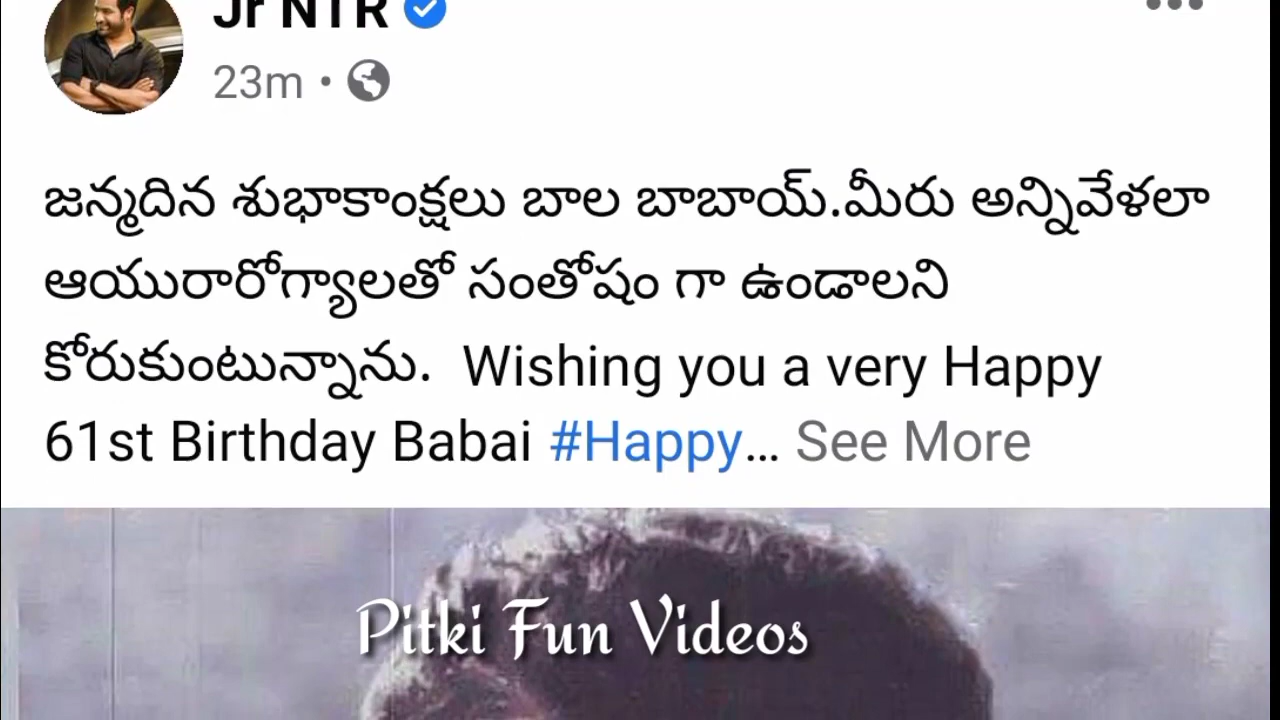 Jr NTR
23m •
జన్మదిన శుభాకాంక్షలు బాల బాబాయ్.మీరు అన్నివేళలా
ఆయురారోగ్యాలతో సంతోషం గా ఉండాలని
కోరుకుంటున్నాను. Wishing you a very Happy
61st Birthday Babai #Happy... See More
Pitki Fun Videos